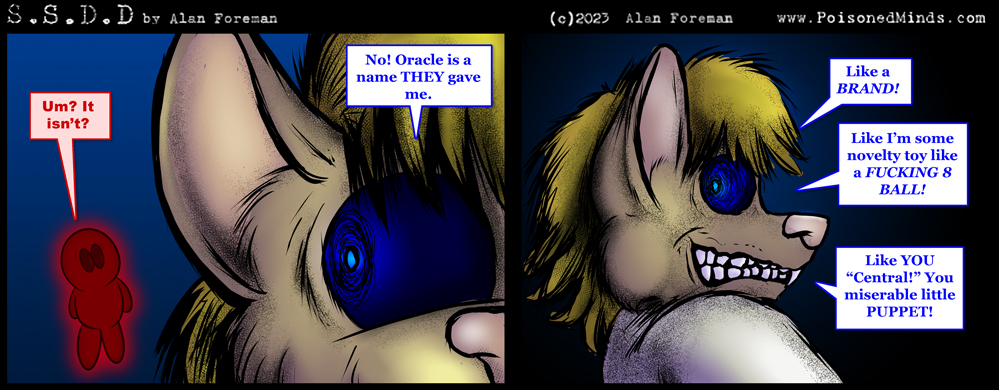 S.S.D.D by Alan Foreman
(c)2023 Alan Foreman
www.PoisonedMinds.com
Um? It
isn't?
No! Oracle is a
name THEY gave
me.
Like a
BRAND!
Like I'm some
novelty toy like
a FUCKING 8
BALL!
Like YOU
“Central!” You
miserable little
PUPPET!